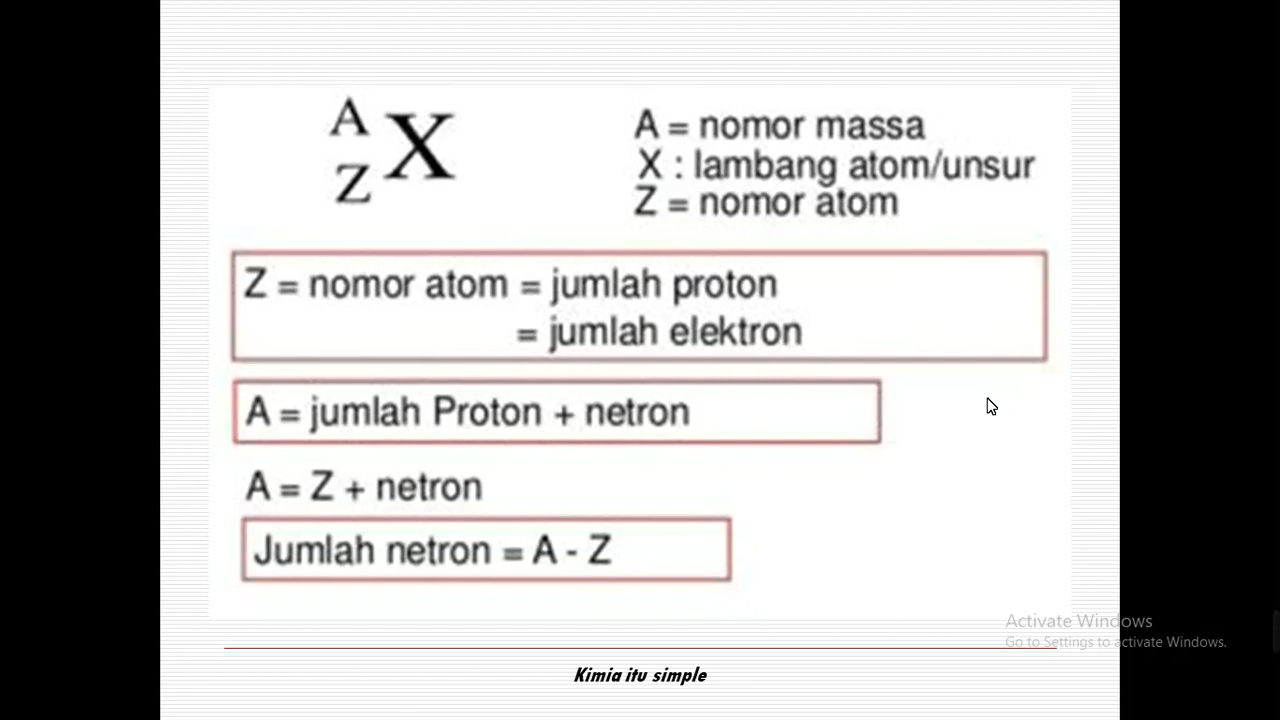 A
X
Z
A = nomor massa
X : lambang atom/unsur
Z = nomor atom
Z = nomor atom = jumlah proton
= jumlah elektron
A = jumlah Proton + netron
A = Z + netron
Jumlah netron = A - Z
Activate Windows
Go to Settings to activate Windows.
Kimia itu simple